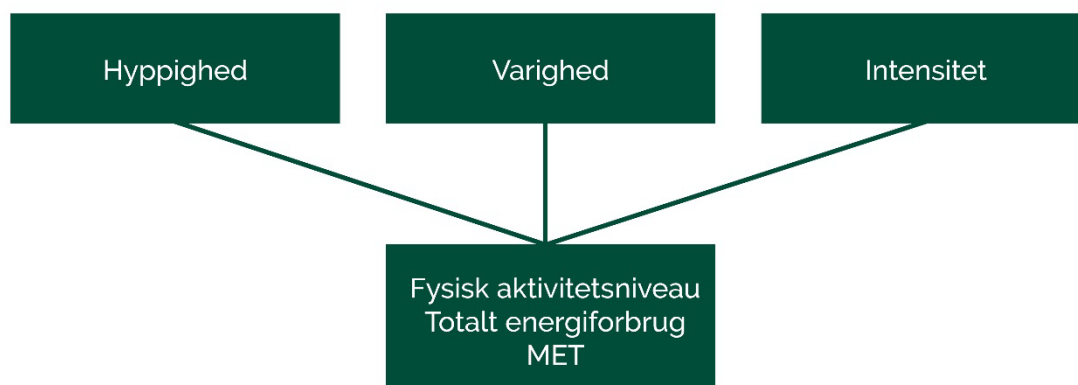 Hyppighed
Varighed
Intensitet
Fysisk aktivitetsniveau
Totalt energiforbrug
MET